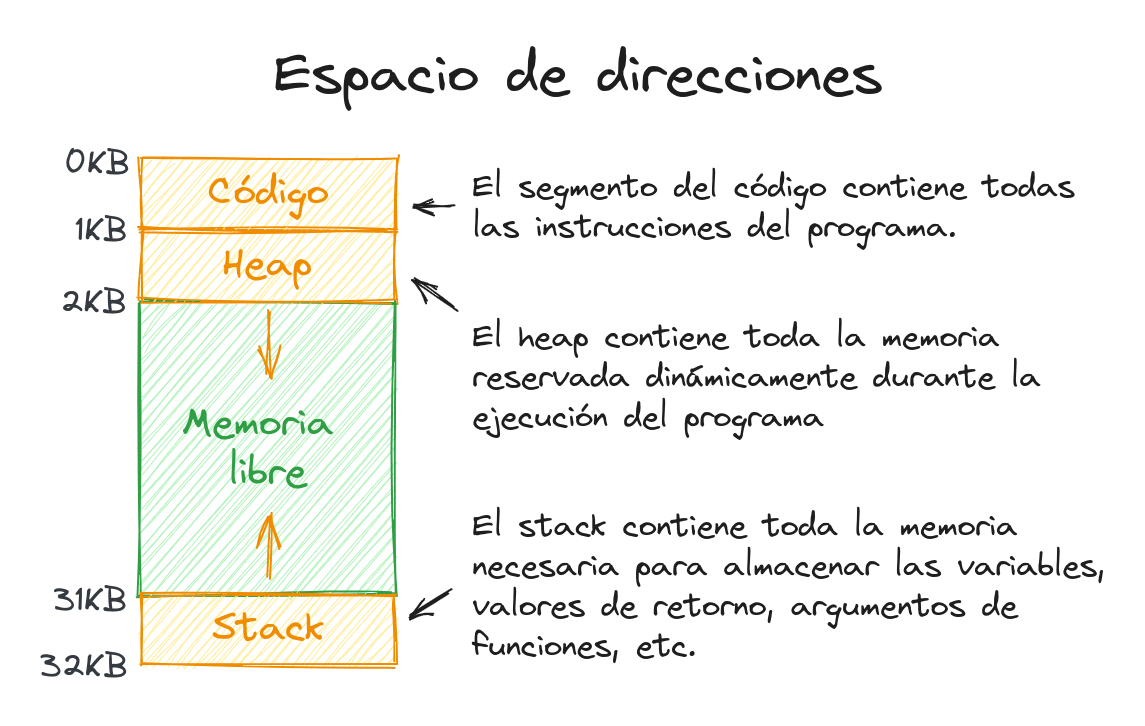 Espacio de direcciones
0KB
Código
El segmento del código contiene todas
las instrucciones del programa.
1KB
Heap
2KB
El heap contiene toda la memoria
reservada dinámicamente durante la
ejecución del programa
Memoria
libre
El stack contiene toda la memoria
necesaria para almacenar las variables,
valores de retorno, argumentos de
funciones, etc.
31KB
Stack
32KB